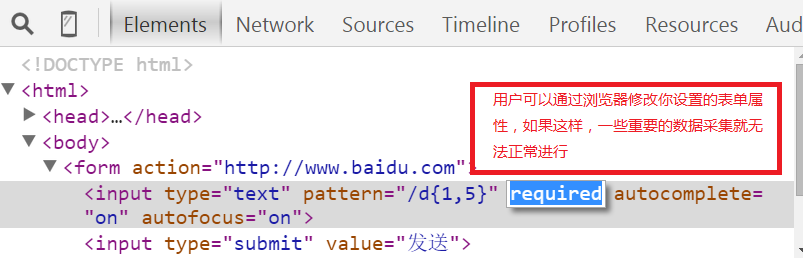 Elements Network Sources Timeline Profiles Resources Aud
<!DOCTYPE html>
▼<html>
▶<head>…</head>
▼<body>
▼<form action="http://www.baidu.com">
<input type="text" pattern="/d{1,5}" required autocomplete=
"on" autofocus="on">
<input type="submit" value="发送">
用户可以通过浏览器修改你设置的表单属
性，如果这样，一些重要的数据采集就无
法正常进行